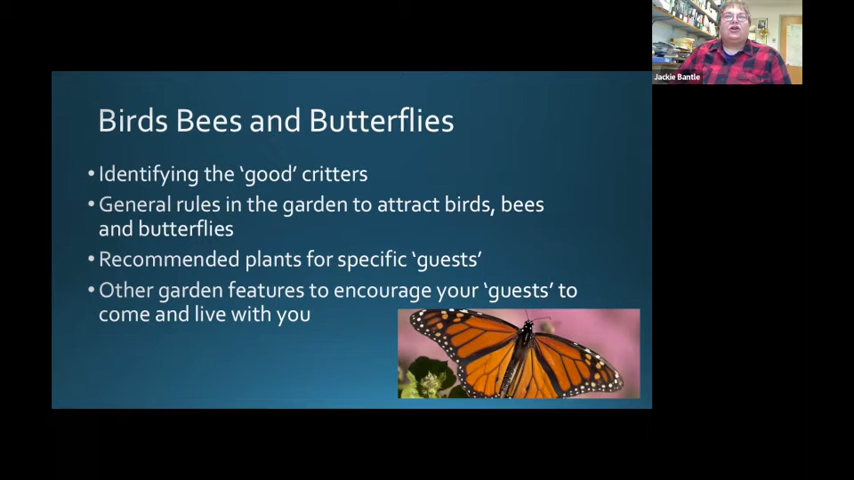 Jackie Bantle
Birds Bees and Butterflies
• Identifying the ‘good’ critters
• General rules in the garden to attract birds, bees
and butterflies
• Recommended plants for specific ‘guests’
• Other garden features to encourage your ‘guests’ to
come and live with you